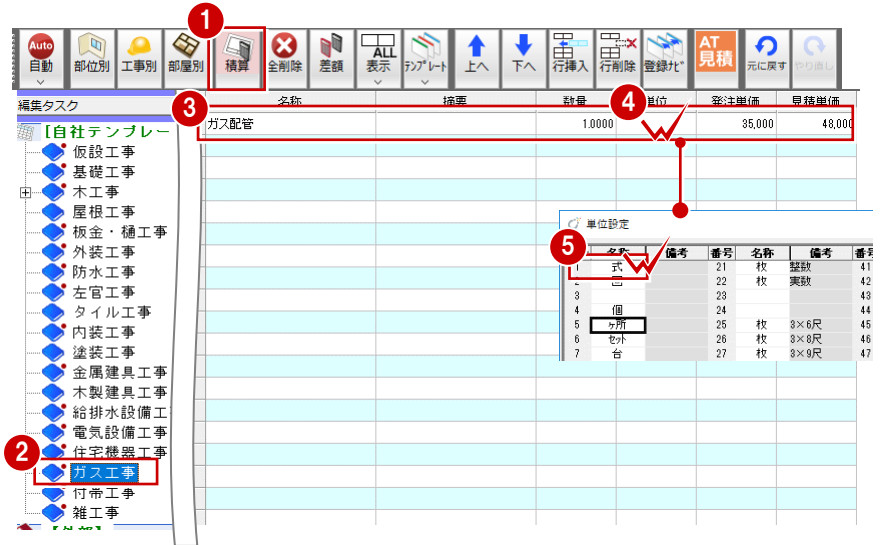 1
Auto
自動
部位別
工事別
部屋別
積算
全削除
差額
ALL
表示
テンプレート
上へ
下へ
行挿入
行削除
登録ナビ
AT
見積
元に戻す
やり直し
編集タスク
名称 摘要 数量 単位 発注単価 見積単価
3
4
ガス配管 1.0000 35,000 48,000
[自社テンプレー
仮設工事
基礎工事
木工事
屋根工事
板金・樋工事
外装工事
防水工事
左官工事
タイル工事
内装工事
塗装工事
金属建具工事
木製建具工事
給排水設備工
電気設備工事
住宅機器工事
2
ガス工事
付帯工事
雑工事
単位設定
5
名称 備考 番号 名称 備考 番号
1 式 21 枚 整数 41
2 22 枚 実数 42
3 23 43
4 個 24 44
5 ヶ所 25 枚 3×6尺 45
6 セット 26 枚 3×8尺 46
7 台 27 枚 3×9尺 47